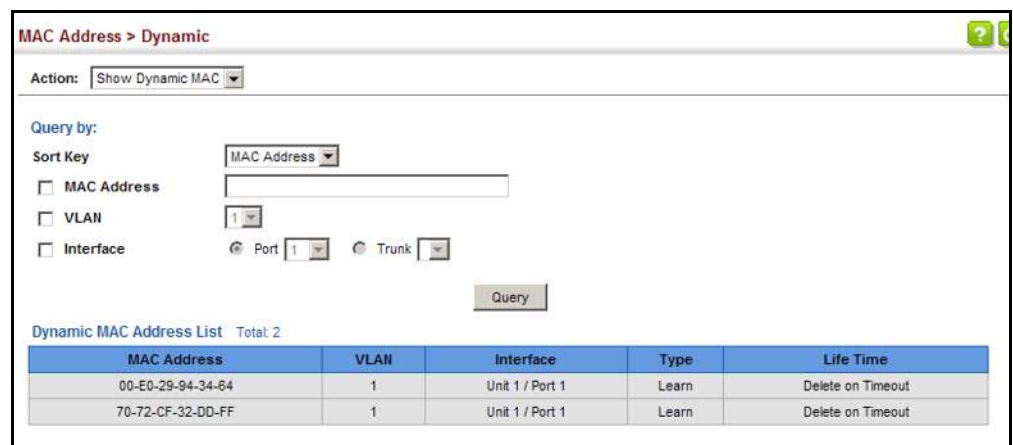 MAC Address > Dynamic
?
Action: Show Dynamic MAC
Query by:
Sort Key MAC Address
MAC Address
VLAN 1
Interface Port 1 Trunk
Query
Dynamic MAC Address List Total: 2
MAC Address VLAN Interface Type Life Time
00-E0-29-94-34-64 1 Unit 1 / Port 1 Learn Delete on Timeout
70-72-CF-32-DD-FF 1 Unit 1 / Port 1 Learn Delete on Timeout